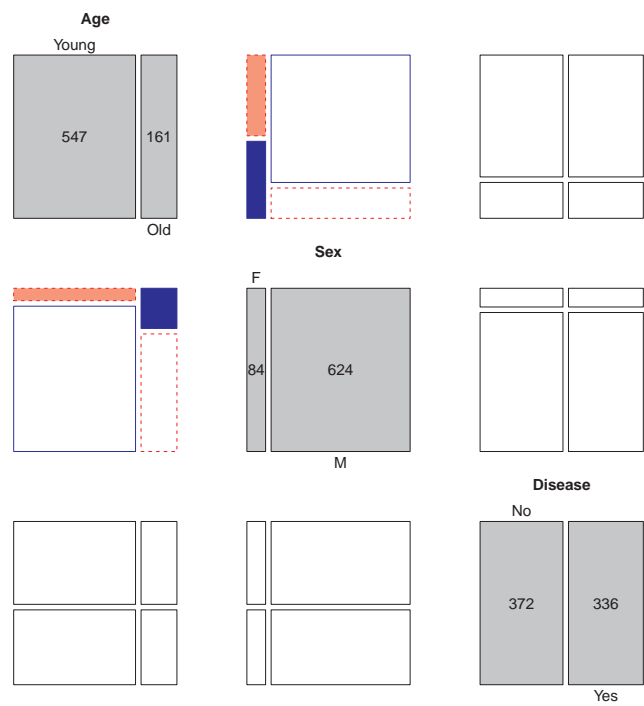 Age
Young
547
161
Old
Sex
F
84
624
M
Disease
No
372
336
Yes